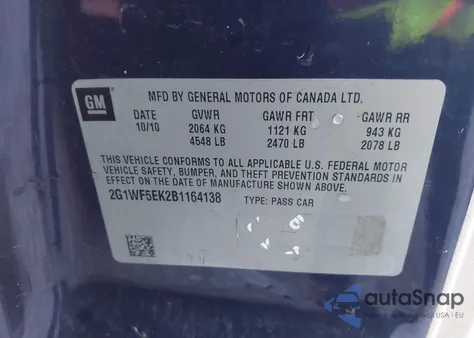 GM
MFD BY GENERAL MOTORS OF CANADA LTD.
DATE GVWR GAWR FRT GAWR RR
10/10 2064 KG 1121 KG 943 KG
4548 LB 2470 LB 2078 LB
THIS VEHICLE CONFORMS TO ALL APPLICABLE U.S. FEDERAL MOTOR
VEHICLE SAFETY, BUMPER, AND THEFT PREVENTION STANDARDS IN
EFFECT ON THE DATE OF MANUFACTURE SHOWN ABOVE.
2G1WF5EK2B1164138 TYPE: PASS CAR
autoSnap